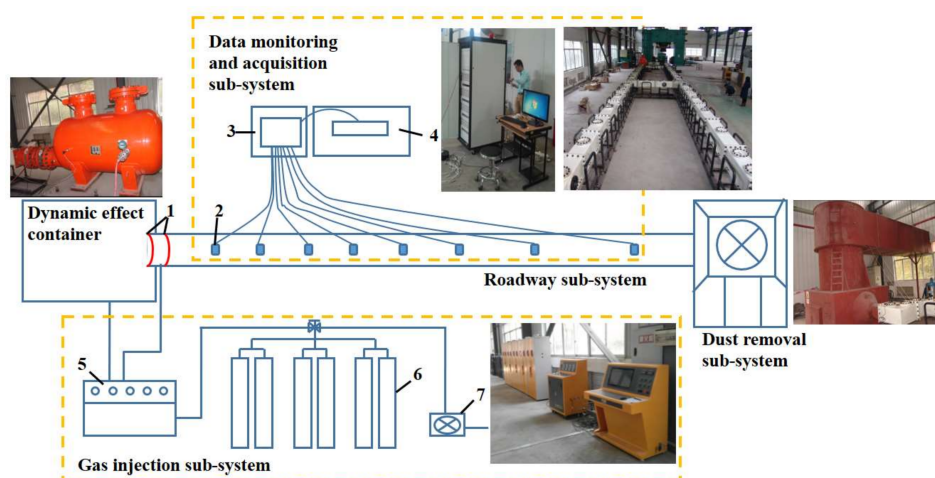 Data monitoring
and acquisition
sub-system
3
4
Dynamic effect
container
1
2
Roadway sub-system
Dust removal
sub-system
5
6
7
Gas injection sub-system